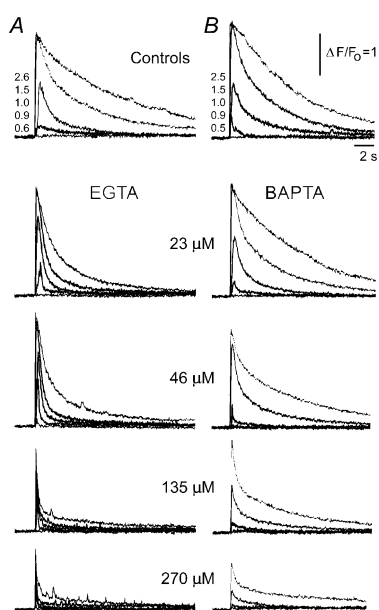 A
B
Controls
ΔF/Fo=1
2.6
1.5
1.0
0.9
0.6
2.5
1.5
1.0
0.9
0.5
2 s
EGTA
BAPTA
23 µM
46 µM
135 µM
270 µM